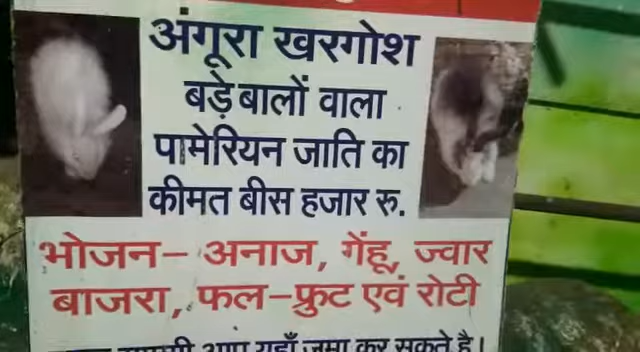 अंगूरा खरगोश
बड़े बालों वाला
पामेरियन जाति का
कीमत बीस हजार रू.
भोजन- अनाज, गेंहू, ज्वार
बाजरा, फल-फ्रुट एवं रोटी
आप यहाँ जमा कर सकते है।